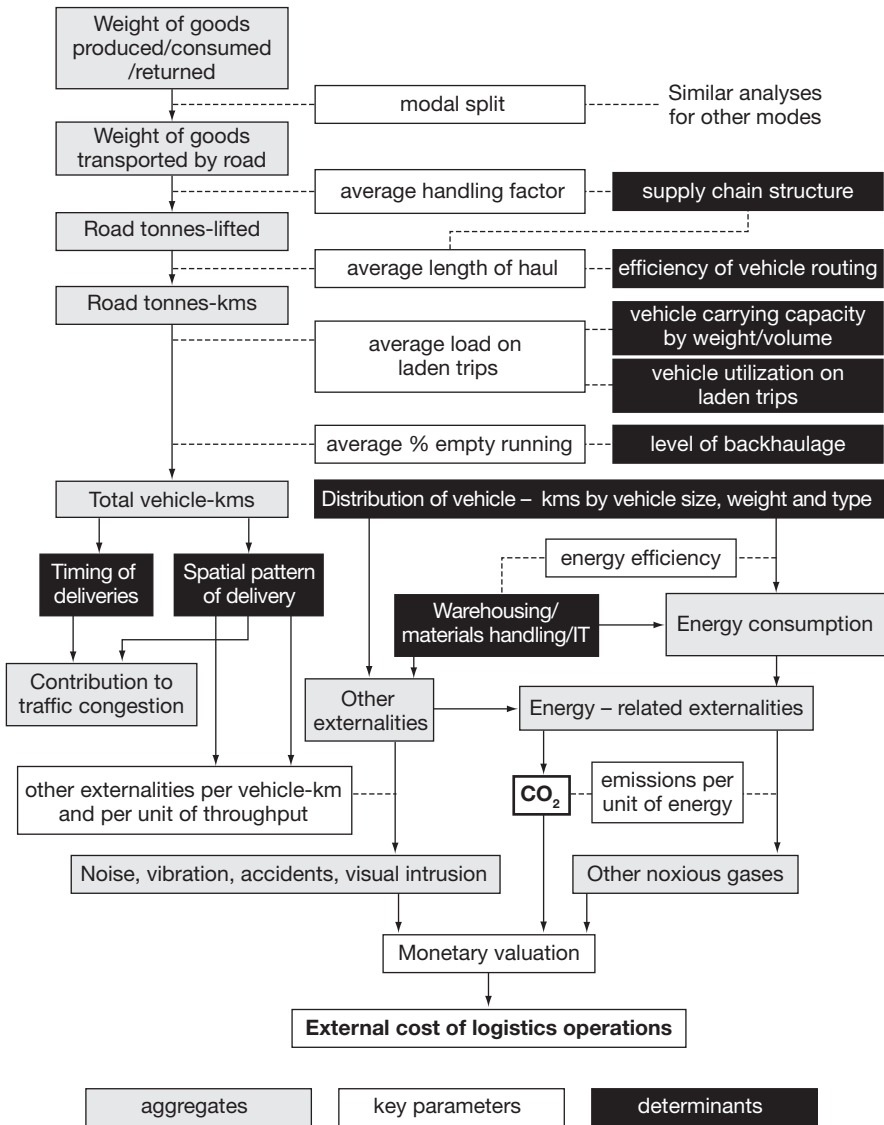 Weight of goods
produced/consumed
/returned
modal split
Similar analyses
for other modes
Weight of goods
transported by road
average handling factor
supply chain structure
Road tonnes-lifted
average length of haul
efficiency of vehicle routing
Road tonnes-kms
average load on
laden trips
vehicle carrying capacity
by weight/volume
vehicle utilization on
laden trips
average % empty running
level of backhaulage
Total vehicle-kms
Distribution of vehicle – kms by vehicle size, weight and type
Timing of
deliveries
Spatial pattern
of delivery
energy efficiency
Warehousing/
materials handling/IT
Energy consumption
Contribution to
traffic congestion
Other
externalities
Energy – related externalities
other externalities per vehicle-km
and per unit of throughput
CO₂
emissions per
unit of energy
Noise, vibration, accidents, visual intrusion
Other noxious gases
Monetary valuation
External cost of logistics operations
aggregates
key parameters
determinants